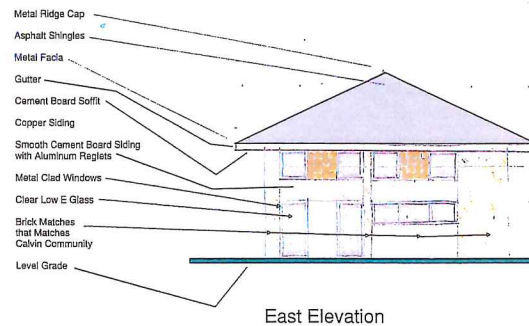 Metal Ridge Cap
Asphalt Shingles
Metal Facia
Gutter
Cement Board Soffit
Copper Siding
Smooth Cement Board Siding
with Aluminum Reglets
Metal Clad Windows
Clear Low E Glass
Brick Matches
that Matches
Calvin Community
Level Grade
East Elevation